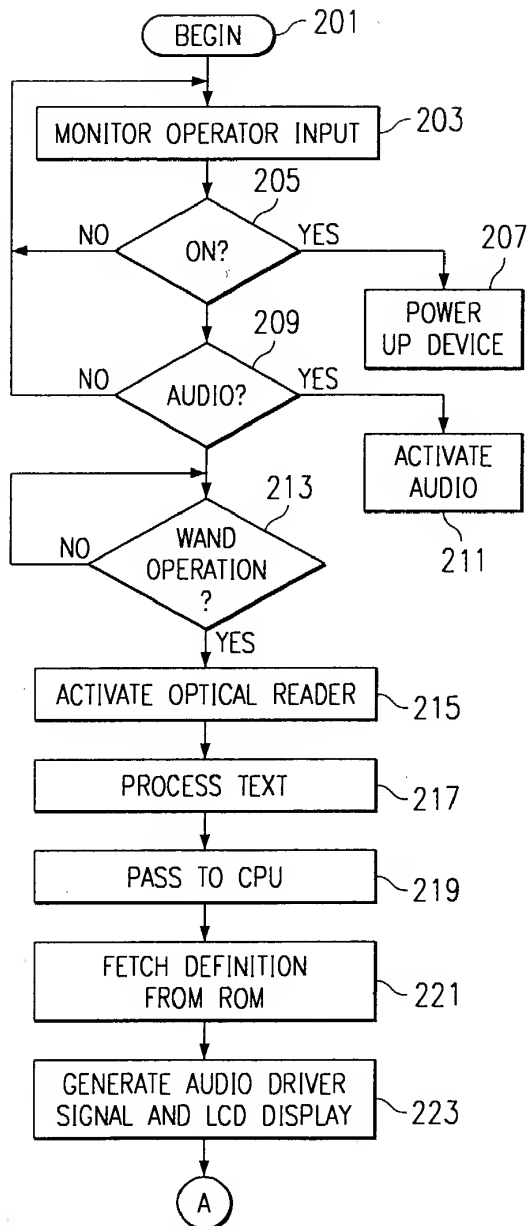 BEGIN 201
MONITOR OPERATOR INPUT 203
205
NO ON? YES
207
POWER
UP DEVICE
209
NO AUDIO? YES
ACTIVATE
AUDIO
211
213
NO WAND
OPERATION
?
YES
ACTIVATE OPTICAL READER 215
PROCESS TEXT 217
PASS TO CPU 219
FETCH DEFINITION
FROM ROM 221
GENERATE AUDIO DRIVER
SIGNAL AND LCD DISPLAY 223
A